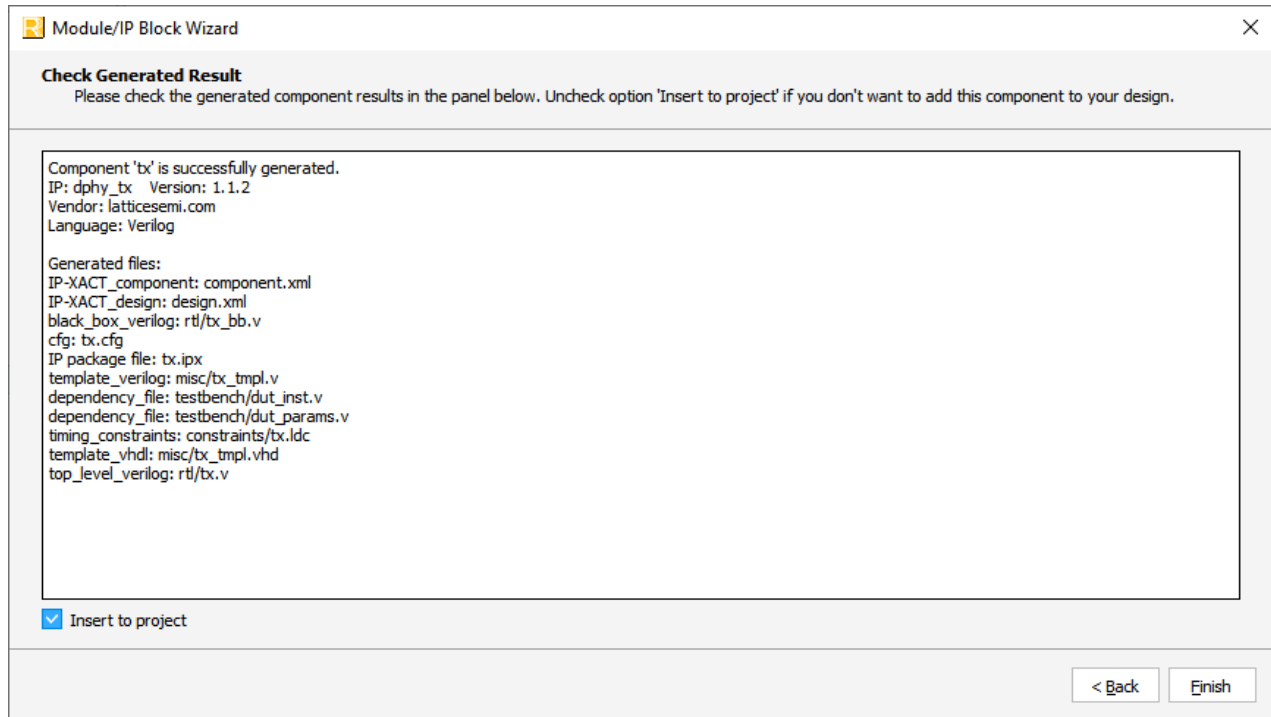 Module/IP Block Wizard
Check Generated Result
Please check the generated component results in the panel below. Uncheck option 'Insert to project' if you don't want to add this component to your design.
Component 'tx' is successfully generated.
IP: dphy_tx Version: 1.1.2
Vendor: latticesemi.com
Language: Verilog
Generated files:
IP-XACT_component: component.xml
IP-XACT_design: design.xml
black_box_verilog: rtl/tx_bb.v
cfg: tx.cfg
IP package file: tx.ipx
template_verilog: misc/tx_tmpl.v
dependency_file: testbench/dut_inst.v
dependency_file: testbench/dut_params.v
timing_constraints: constraints/tx.ldc
template_vhdl: misc/tx_tmpl.vhd
top_level_verilog: rtl/tx.v
Insert to project
< Back Finish